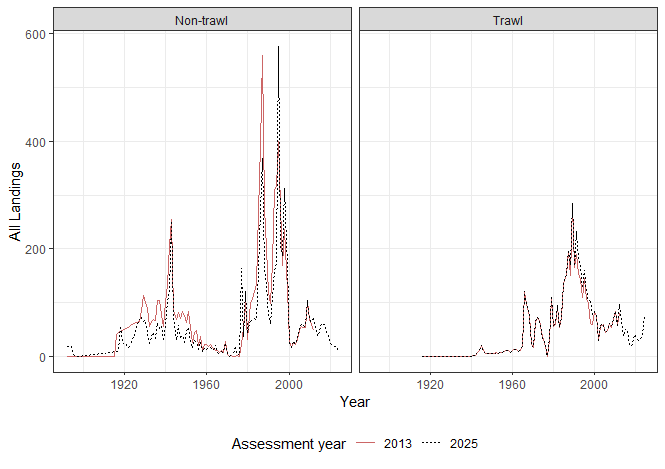 Non-trawl Trawl
All Landings
600
400
200
0
1920 1960 2000 1920 1960 2000
Year
Assessment year 2013 2025